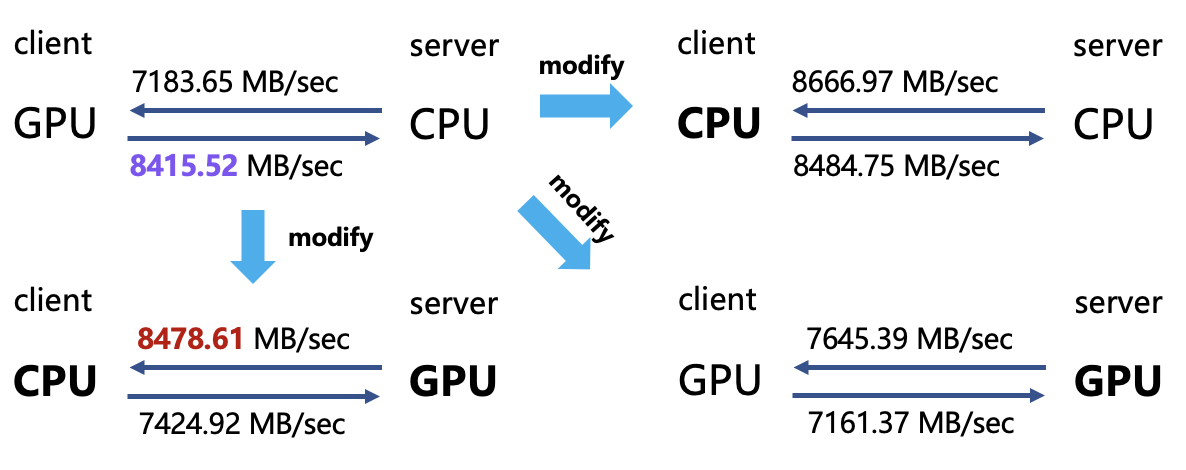 client
server
7183.65 MB/sec
GPU
CPU
8415.52 MB/sec
modify
client
server
8666.97 MB/sec
CPU
CPU
8484.75 MB/sec
modify
modify
client
server
8478.61 MB/sec
CPU
GPU
7424.92 MB/sec
client
server
7645.39 MB/sec
GPU
GPU
7161.37 MB/sec